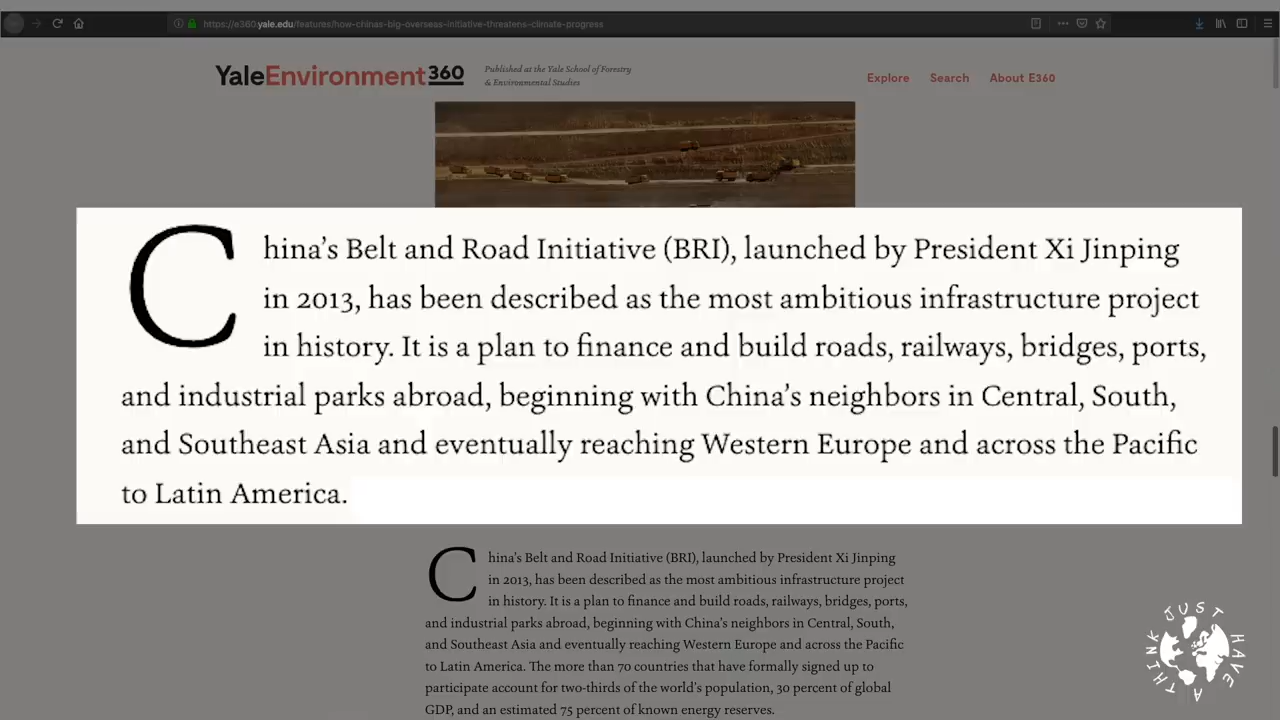 https://e360.yale.edu/features/how-chinas-big-overseas-initiative-threatens-climate-progress
YaleEnvironment360
Published at the Yale School of Forestry
& Environmental Studies
Explore Search About E360
China's Belt and Road Initiative (BRI), launched by President Xi Jinping
in 2013, has been described as the most ambitious infrastructure project
in history. It is a plan to finance and build roads, railways, bridges, ports,
and industrial parks abroad, beginning with China's neighbors in Central, South,
and Southeast Asia and eventually reaching Western Europe and across the Pacific
to Latin America.
China's Belt and Road Initiative (BRI), launched by President Xi Jinping
in 2013, has been described as the most ambitious infrastructure project
in history. It is a plan to finance and build roads, railways, bridges, ports,
and industrial parks abroad, beginning with China's neighbors in Central, South,
and Southeast Asia and eventually reaching Western Europe and across the Pacific
to Latin America. The more than 70 countries that have formally signed up to
participate account for two-thirds of the world's population, 30 percent of global
GDP, and an estimated 75 percent of known energy reserves.
JUST HAVE A THINK